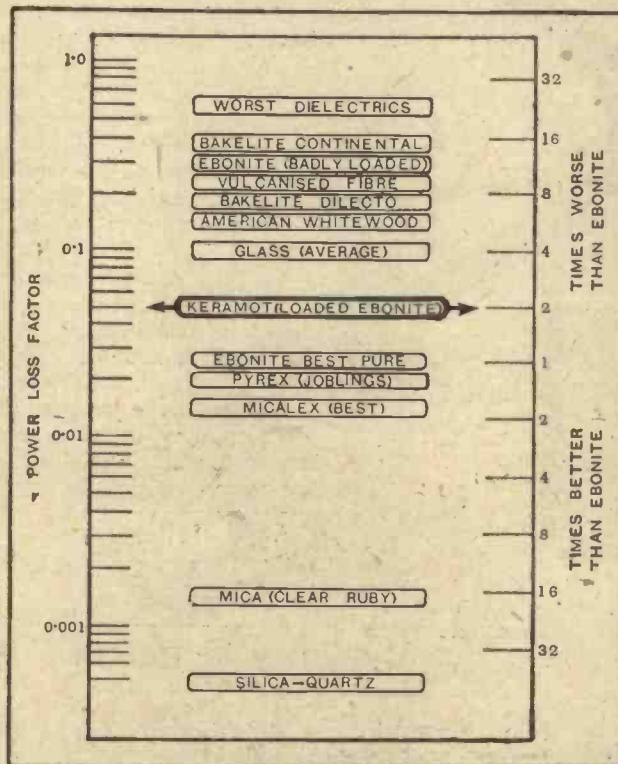 1·0
32
WORST DIELECTRICS
16
BAKELITE CONTINENTAL
EBONITE (BADLY LOADED)
VULCANISED FIBRE
8
BAKELITE DILECTO
AMERICAN WHITEWOOD
0·1
GLASS (AVERAGE)
4
TIMES WORSE
THAN EBONITE
KERAMOT (LOADED EBONITE)
2
POWER LOSS FACTOR
EBONITE BEST PURE
1
PYREX (JOBLINGS)
MICALEX (BEST)
2
0·01
4
TIMES BETTER
THAN EBONITE
8
MICA (CLEAR RUBY)
16
0·001
32
SILICA-QUARTZ